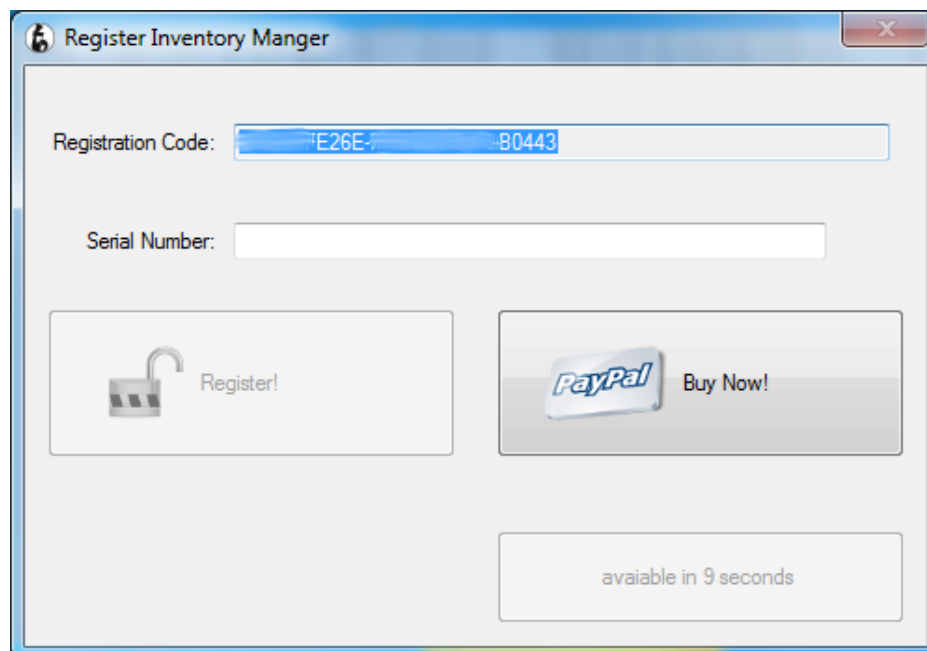 Register Inventory Manger
Registration Code: E26E- -B0443
Serial Number:
Register!
PayPal Buy Now!
avaiable in 9 seconds